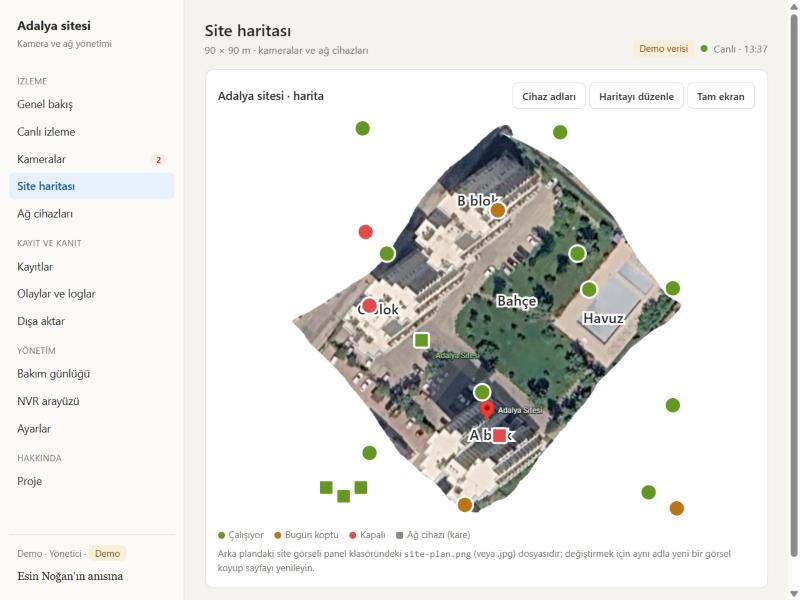 Adalya sitesi
Kamera ve ağ yönetimi
İZLEME
Genel bakış
Canlı izleme
Kameralar 2
Site haritası
Ağ cihazları
KAYIT VE KANIT
Kayıtlar
Olaylar ve loglar
Dışa aktar
YÖNETİM
Bakım günlüğü
NVR arayüzü
Ayarlar
HAKKINDA
Proje
Demo · Yönetici · Demo
Esin Noğan'ın anısına
Site haritası
90 × 90 m · kameralar ve ağ cihazları
Demo verisi Canlı · 13:37
Adalya sitesi · harita
Cihaz adları Haritayı düzenle Tam ekran
B blok
Bahçe
Havuz
Adalya Sitesi
Adalya Sitesi
Çalışıyor Bugün koptu Kapalı Ağ cihazı (kare)
Arka plandaki site görseli panel klasöründeki site-plan.png (veya .jpg) dosyasıdır; değiştirmek için aynı adla yeni bir görsel
koyup sayfayı yenileyin.